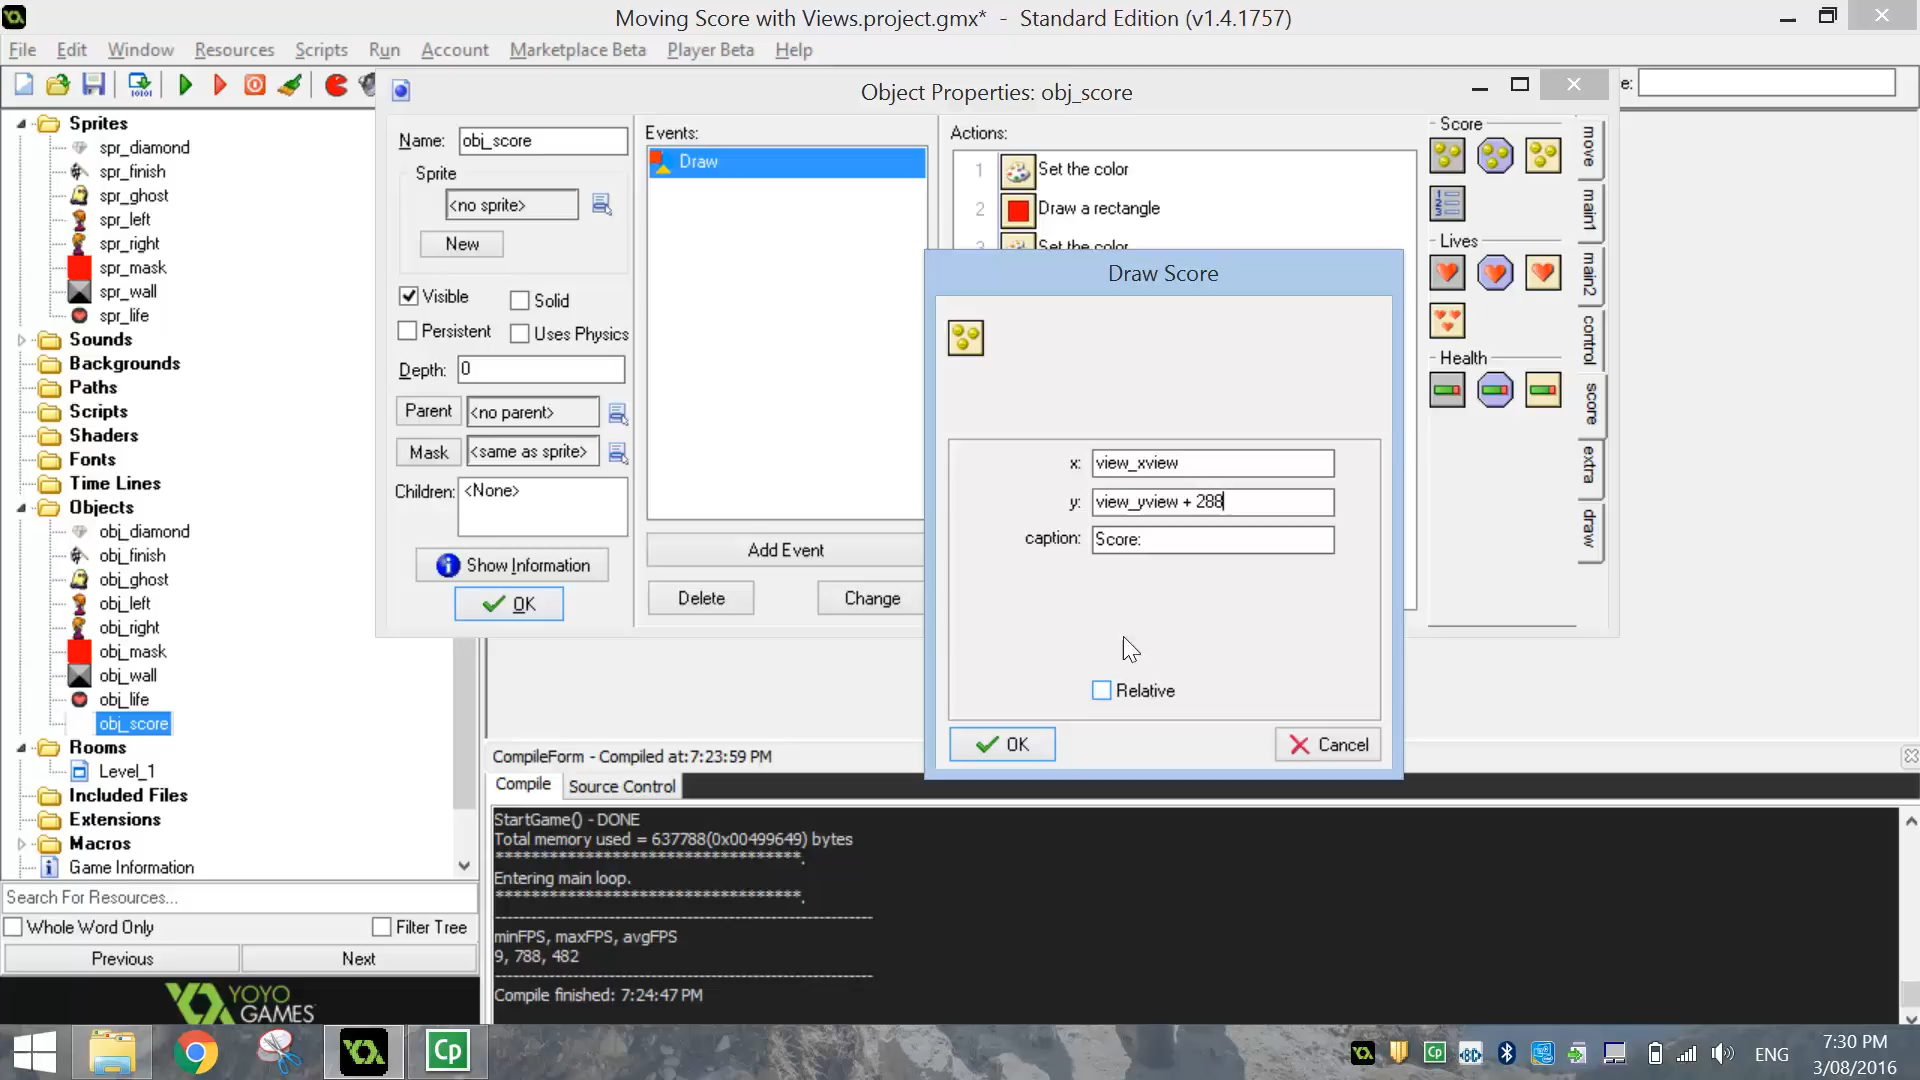 Moving Score with Views.project.gmx* - Standard Edition (v1.4.1757)
File Edit Window Resources Scripts Run Account Marketplace Beta Player Beta Help
e:
Object Properties: obj_score
Sprites
spr_diamond
spr_finish
spr_ghost
spr_left
spr_right
spr_mask
spr_wall
spr_life
Sounds
Backgrounds
Paths
Scripts
Shaders
Fonts
Time Lines
Objects
obj_diamond
obj_finish
obj_ghost
obj_left
obj_right
obj_mask
obj_wall
obj_life
obj_score
Rooms
Level_1
Included Files
Extensions
Macros
Game Information
Search For Resources...
Whole Word Only
Filter Tree
Previous
Next
YOYO
GAMES
Name: obj_score
Sprite
<no sprite>
New
Visible
Solid
Persistent
Uses Physics
Depth: 0
Parent <no parent>
Mask <same as sprite>
Children: <None>
Show Information
OK
Events:
Draw
Add Event
Delete
Change
Actions:
1 Set the color
2 Draw a rectangle
3 Set the color
Score
Lives
Health
move
main1
main2
control
score
extra
draw
Draw Score
x: view_xview
y: view_yview + 288
caption: Score:
Relative
OK
Cancel
CompileForm - Compiled at:7:23:59 PM
Compile
Source Control
StartGame() - DONE
Total memory used = 637788(0x00499649) bytes
**********************************.
Entering main loop.
**********************************.
minFPS, maxFPS, avgFPS
9, 788, 482
Compile finished: 7:24:47 PM
Cp
Cp
ENG
7:30 PM
3/08/2016